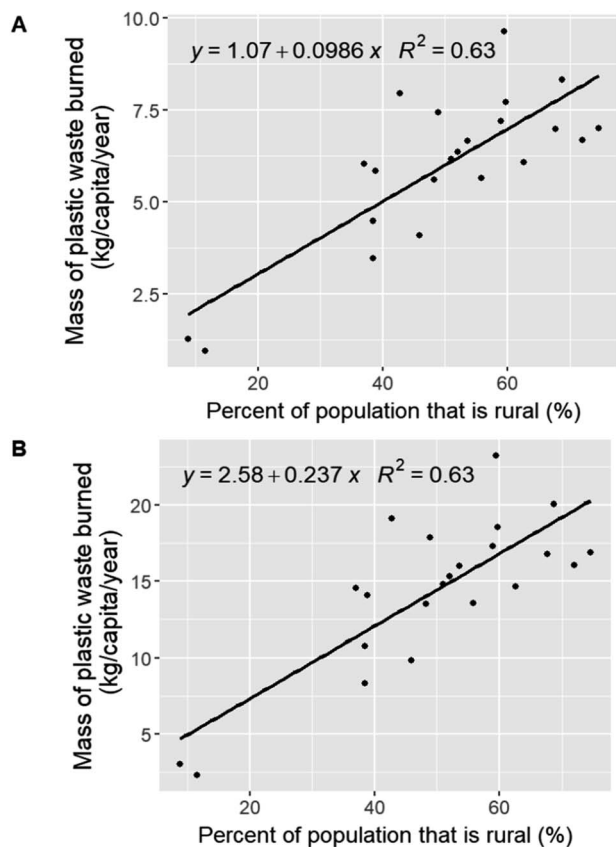 A
y = 1.07 + 0.0986 x R² = 0.63
10.0
7.5
5.0
2.5
Mass of plastic waste burned
(kg/capita/year)
20 40 60
Percent of population that is rural (%)
B
y = 2.58 + 0.237 x R² = 0.63
20
15
10
5
Mass of plastic waste burned
(kg/capita/year)
20 40 60
Percent of population that is rural (%)